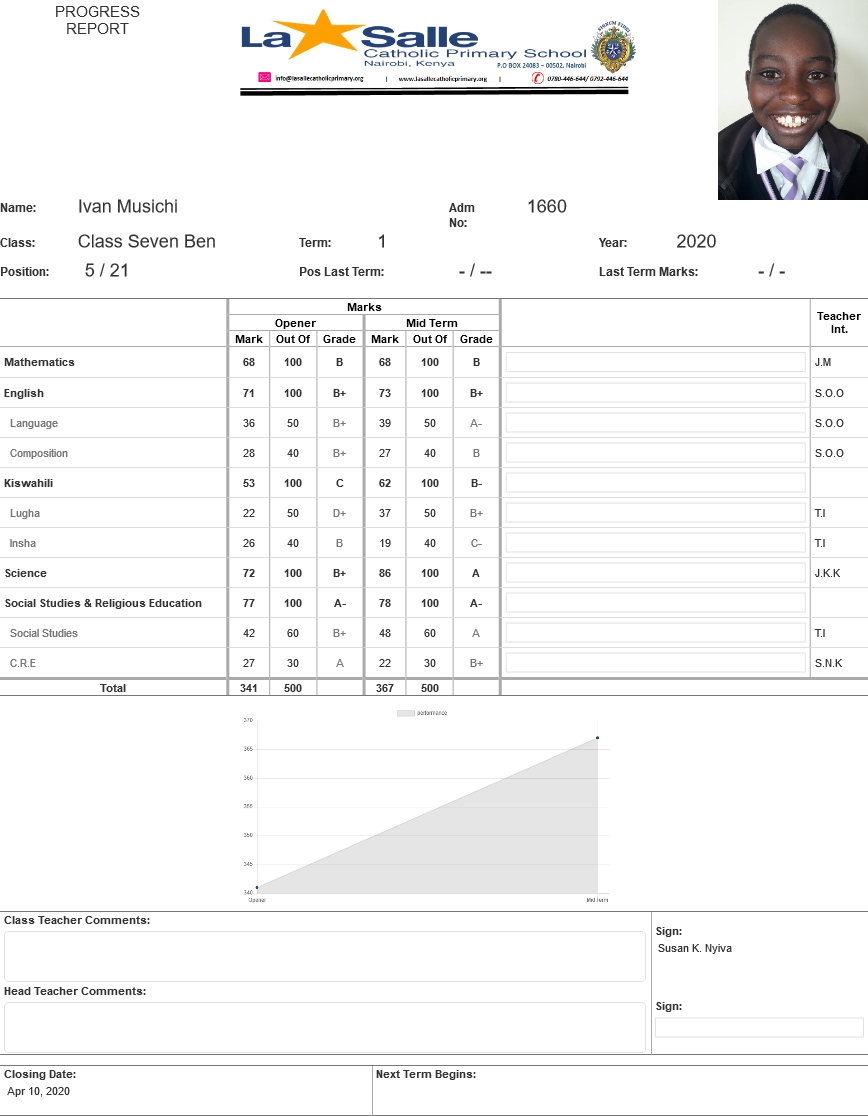 PROGRESS
REPORT
La Salle
Catholic Primary School
Nairobi, Kenya
P.O BOX 24083 – 00502, Nairobi
info@lasallecatholicprimary.org | www.lasallecatholicprimary.org | 0780-446-644/ 0792-446-644
Name: Ivan Musichi Adm No: 1660
Class: Class Seven Ben Term: 1 Year: 2020
Position: 5 / 21 Pos Last Term: - / -- Last Term Marks: - / -
Marks
Opener Mid Term Teacher Int.
Mark Out Of Grade Mark Out Of Grade
Mathematics 68 100 B 68 100 B J.M
English 71 100 B+ 73 100 B+ S.O.O
Language 36 50 B+ 39 50 A- S.O.O
Composition 28 40 B+ 27 40 B S.O.O
Kiswahili 53 100 C 62 100 B-
Lugha 22 50 D+ 37 50 B+ T.I
Insha 26 40 B 19 40 C- T.I
Science 72 100 B+ 86 100 A J.K.K
Social Studies & Religious Education 77 100 A- 78 100 A-
Social Studies 42 60 B+ 48 60 A T.I
C.R.E 27 30 A 22 30 B+ S.N.K
Total 341 500 367 500
performance
370
365
360
355
350
345
340
Opener Mid Term
Class Teacher Comments:
Sign:
Susan K. Nyiva
Head Teacher Comments:
Sign:
Closing Date: Next Term Begins:
Apr 10, 2020